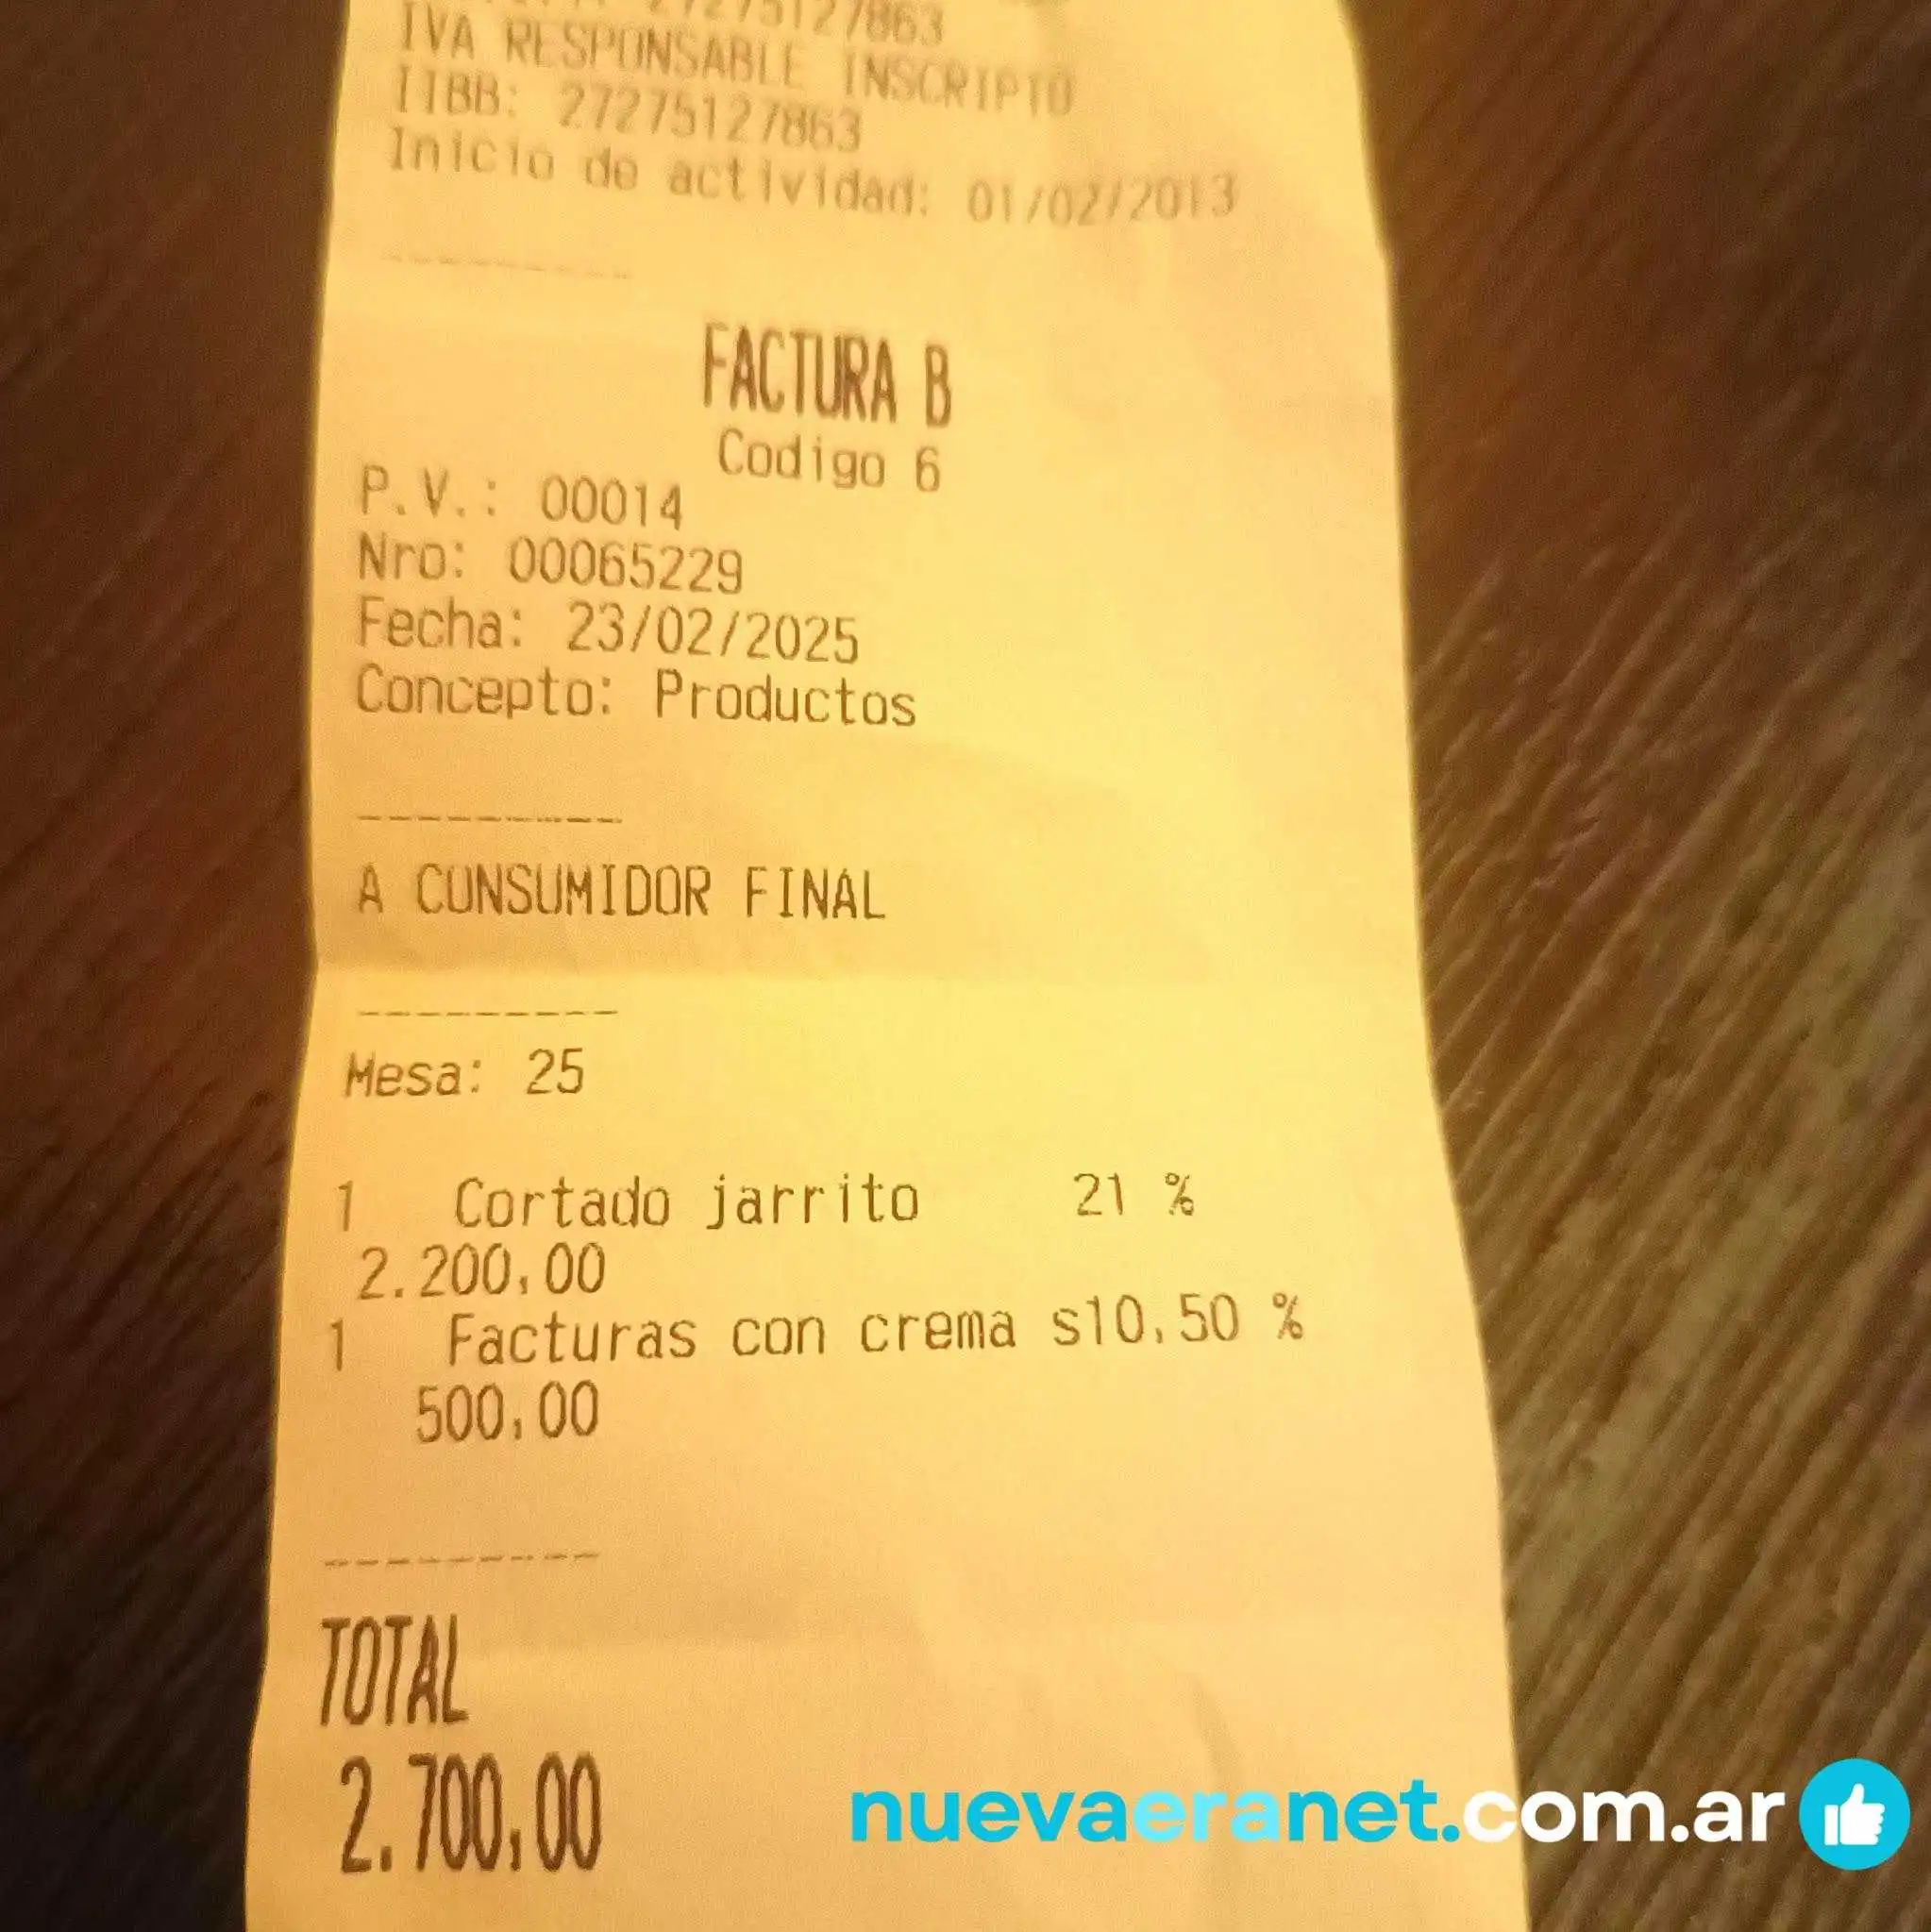 27275127863
IVA RESPONSABLE INSCRIPTO
IIBB: 27275127863
Inicio de actividad: 01/02/2013
---------
FACTURA B
Codigo 6
P.V.: 00014
Nro: 00065229
Fecha: 23/02/2025
Concepto: Productos
---------
A CONSUMIDOR FINAL
---------
Mesa: 25
1 Cortado jarrito 21 %
2.200,00
1 Facturas con crema s10,50 %
500,00
---------
TOTAL
2.700,00
nuevaeranet.com.ar